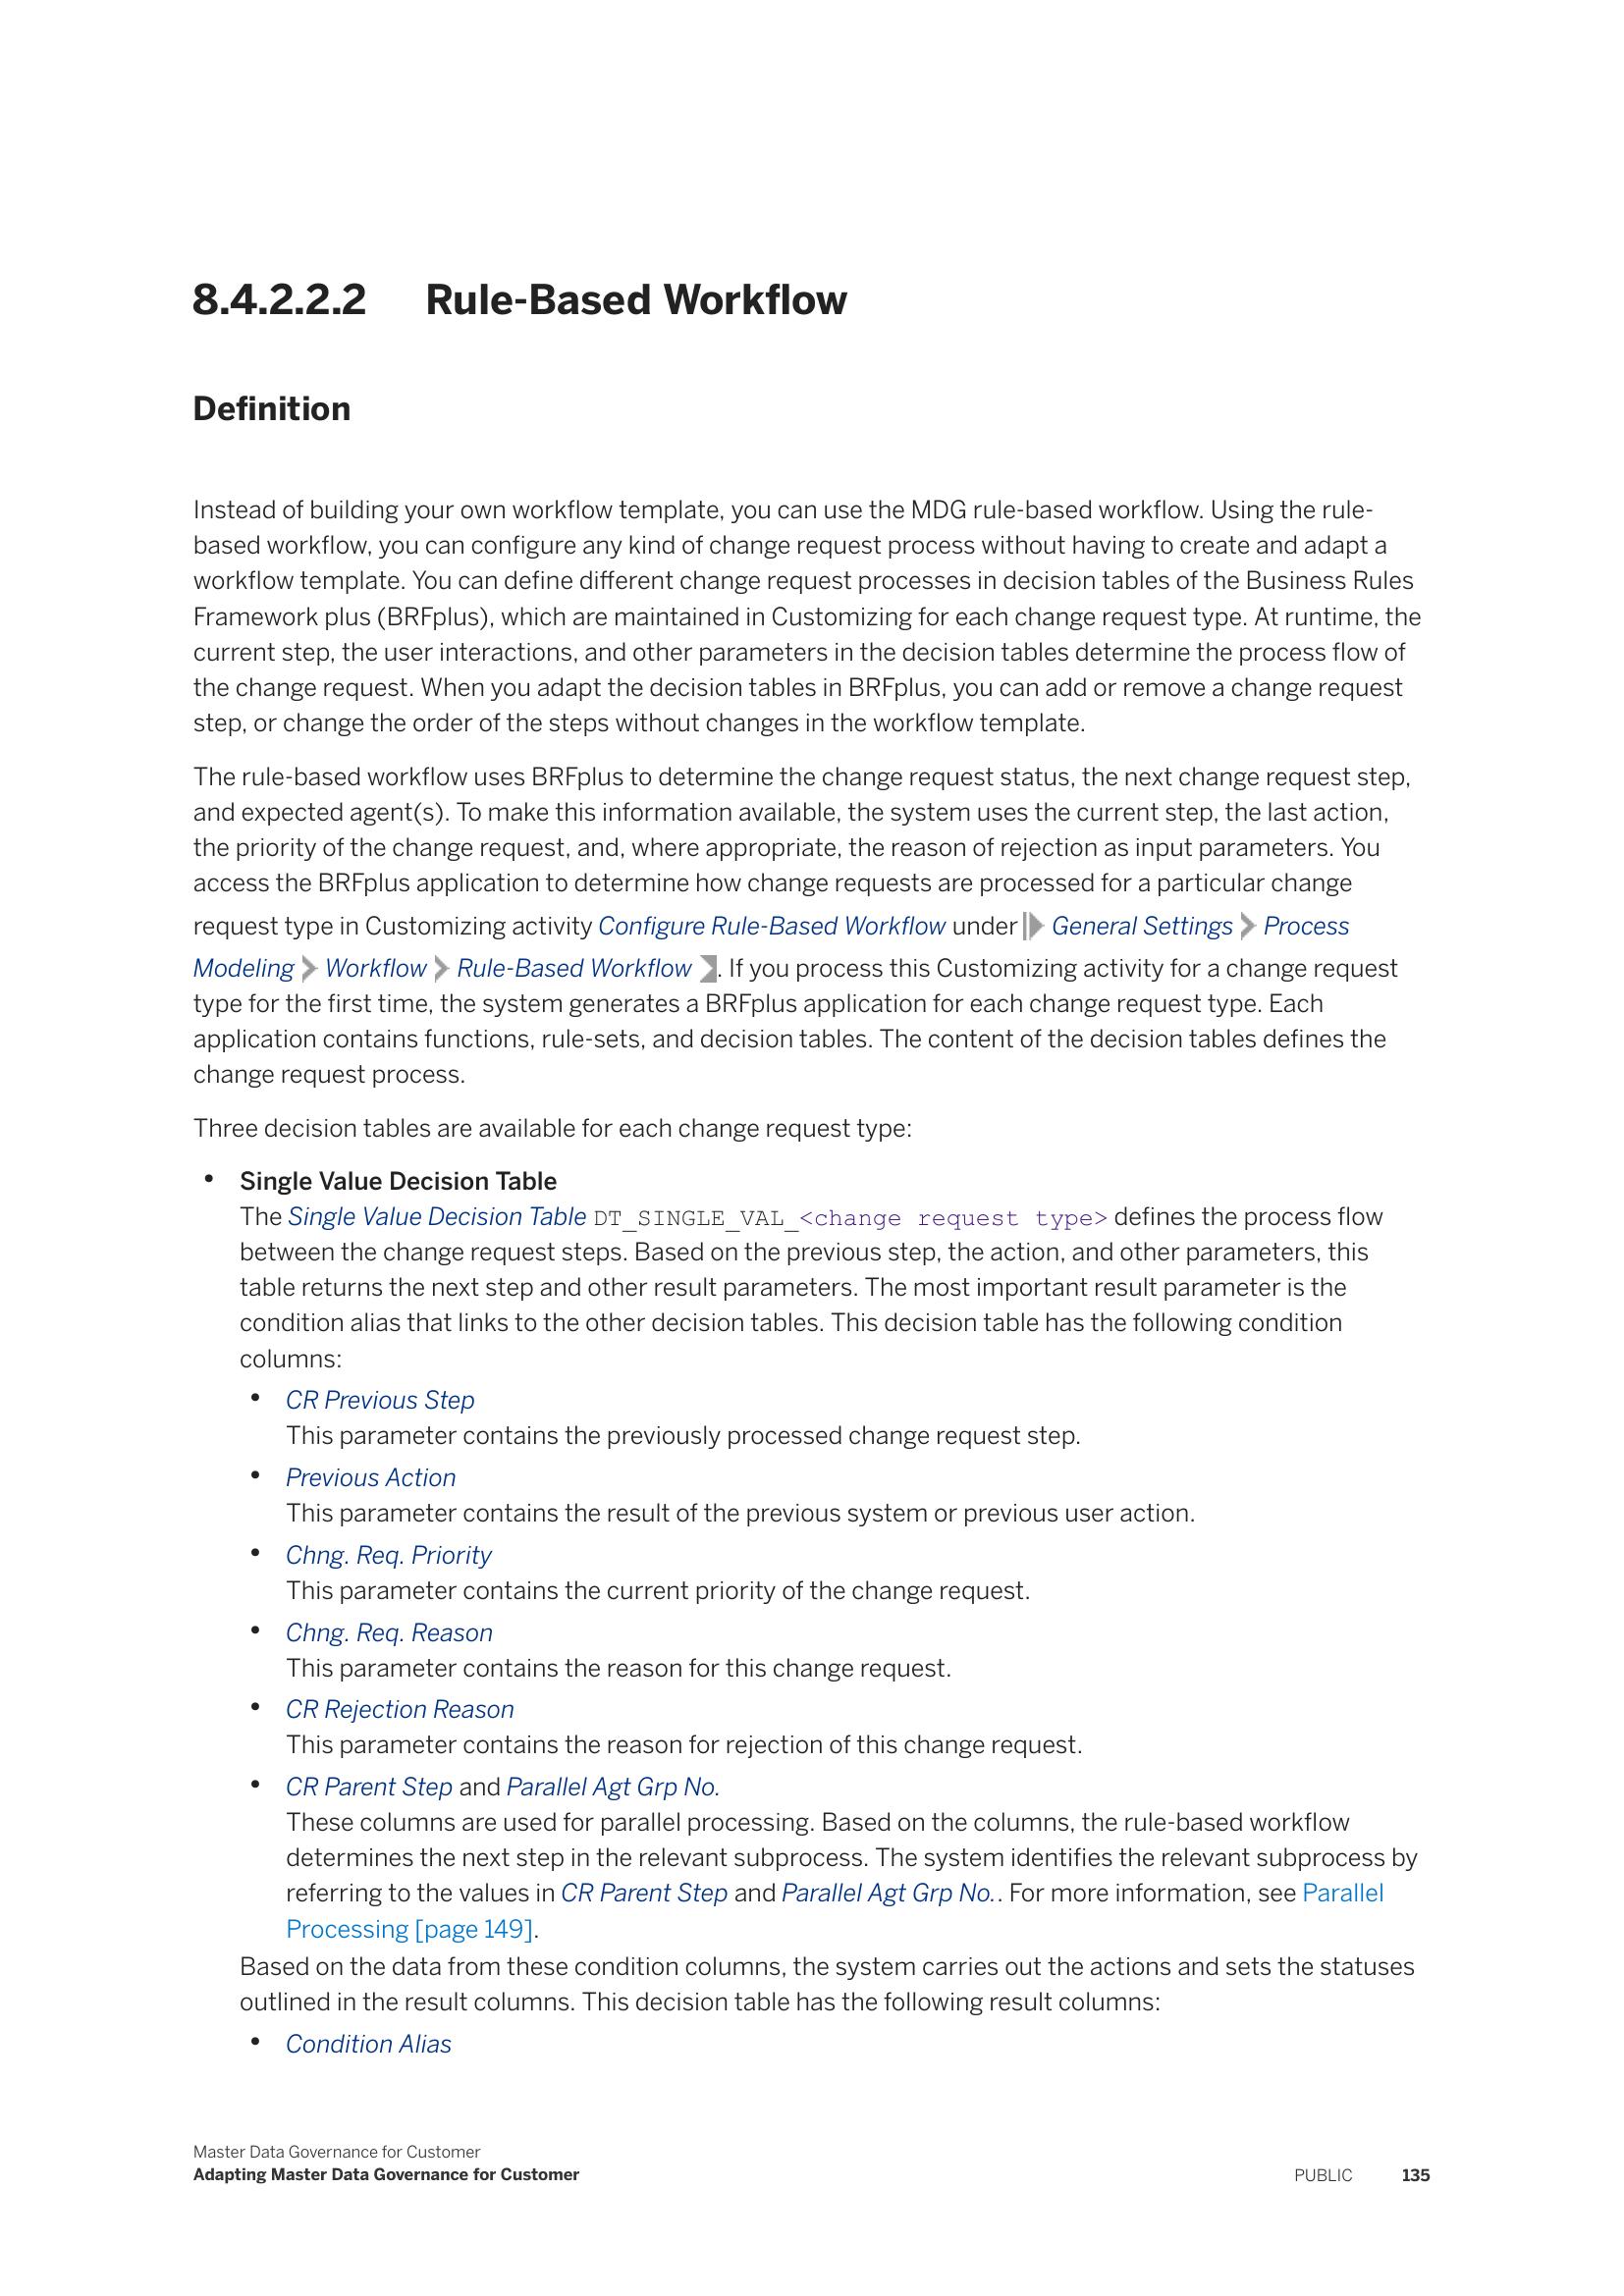 8.4.2.2.2 Rule-Based Workflow
Definition
Instead of building your own workflow template, you can use the MDG rule-based workflow. Using the rule-
based workflow, you can configure any kind of change request process without having to create and adapt a
workflow template. You can define different change request processes in decision tables of the Business Rules
Framework plus (BRFplus), which are maintained in Customizing for each change request type. At runtime, the
current step, the user interactions, and other parameters in the decision tables determine the process flow of
the change request. When you adapt the decision tables in BRFplus, you can add or remove a change request
step, or change the order of the steps without changes in the workflow template.
The rule-based workflow uses BRFplus to determine the change request status, the next change request step,
and expected agent(s). To make this information available, the system uses the current step, the last action,
the priority of the change request, and, where appropriate, the reason of rejection as input parameters. You
access the BRFplus application to determine how change requests are processed for a particular change
request type in Customizing activity Configure Rule-Based Workflow under General Settings Process
Modeling Workflow Rule-Based Workflow . If you process this Customizing activity for a change request
type for the first time, the system generates a BRFplus application for each change request type. Each
application contains functions, rule-sets, and decision tables. The content of the decision tables defines the
change request process.
Three decision tables are available for each change request type:
• Single Value Decision Table
The Single Value Decision Table DT_SINGLE_VAL_<change request type> defines the process flow
between the change request steps. Based on the previous step, the action, and other parameters, this
table returns the next step and other result parameters. The most important result parameter is the
condition alias that links to the other decision tables. This decision table has the following condition
columns:
• CR Previous Step
This parameter contains the previously processed change request step.
• Previous Action
This parameter contains the result of the previous system or previous user action.
• Chng. Req. Priority
This parameter contains the current priority of the change request.
• Chng. Req. Reason
This parameter contains the reason for this change request.
• CR Rejection Reason
This parameter contains the reason for rejection of this change request.
• CR Parent Step and Parallel Agt Grp No.
These columns are used for parallel processing. Based on the columns, the rule-based workflow
determines the next step in the relevant subprocess. The system identifies the relevant subprocess by
referring to the values in CR Parent Step and Parallel Agt Grp No.. For more information, see Parallel
Processing [page 149].
Based on the data from these condition columns, the system carries out the actions and sets the statuses
outlined in the result columns. This decision table has the following result columns:
• Condition Alias
Master Data Governance for Customer
Adapting Master Data Governance for Customer PUBLIC 135